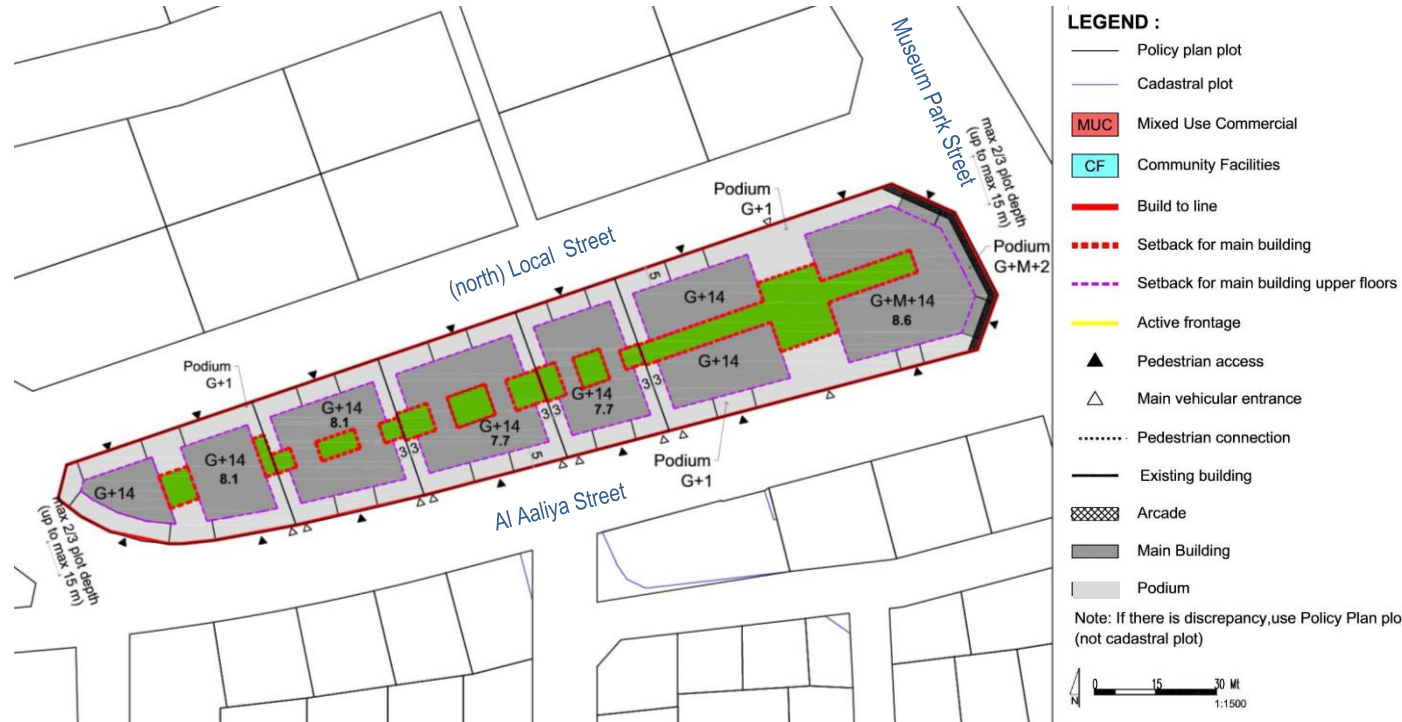 Museum Park Street
max 2/3 plot depth
(up to max 15 m)
Podium
G+1
Podium
G+M+2
(north) Local Street
5
G+14
G+M+14
8.6
G+14
3 3
Podium
G+1
G+14
7.7
3 3
G+14
7.7
5
Podium
G+1
G+14
8.1
3 3
G+14
8.1
G+14
Al Aaliya Street
max 2/3 plot depth
(up to max 15 m)
LEGEND :
Policy plan plot
Cadastral plot
MUC Mixed Use Commercial
CF Community Facilities
Build to line
Setback for main building
Setback for main building upper floors
Active frontage
Pedestrian access
Main vehicular entrance
Pedestrian connection
Existing building
Arcade
Main Building
Podium
Note: If there is discrepancy,use Policy Plan plo
(not cadastral plot)
N
0 15 30 Mt
1:1500